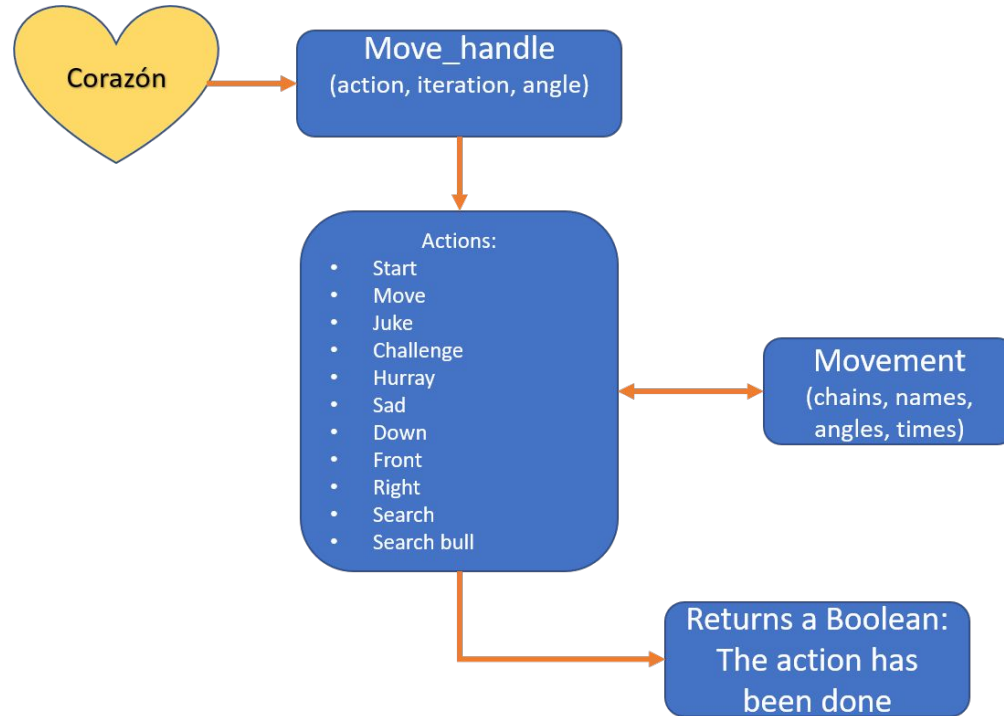 Corazón
Move_handle
(action, iteration, angle)
Actions:
• Start
• Move
• Juke
• Challenge
• Hurray
• Sad
• Down
• Front
• Right
• Search
• Search bull
Movement
(chains, names,
angles, times)
Returns a Boolean:
The action has
been done